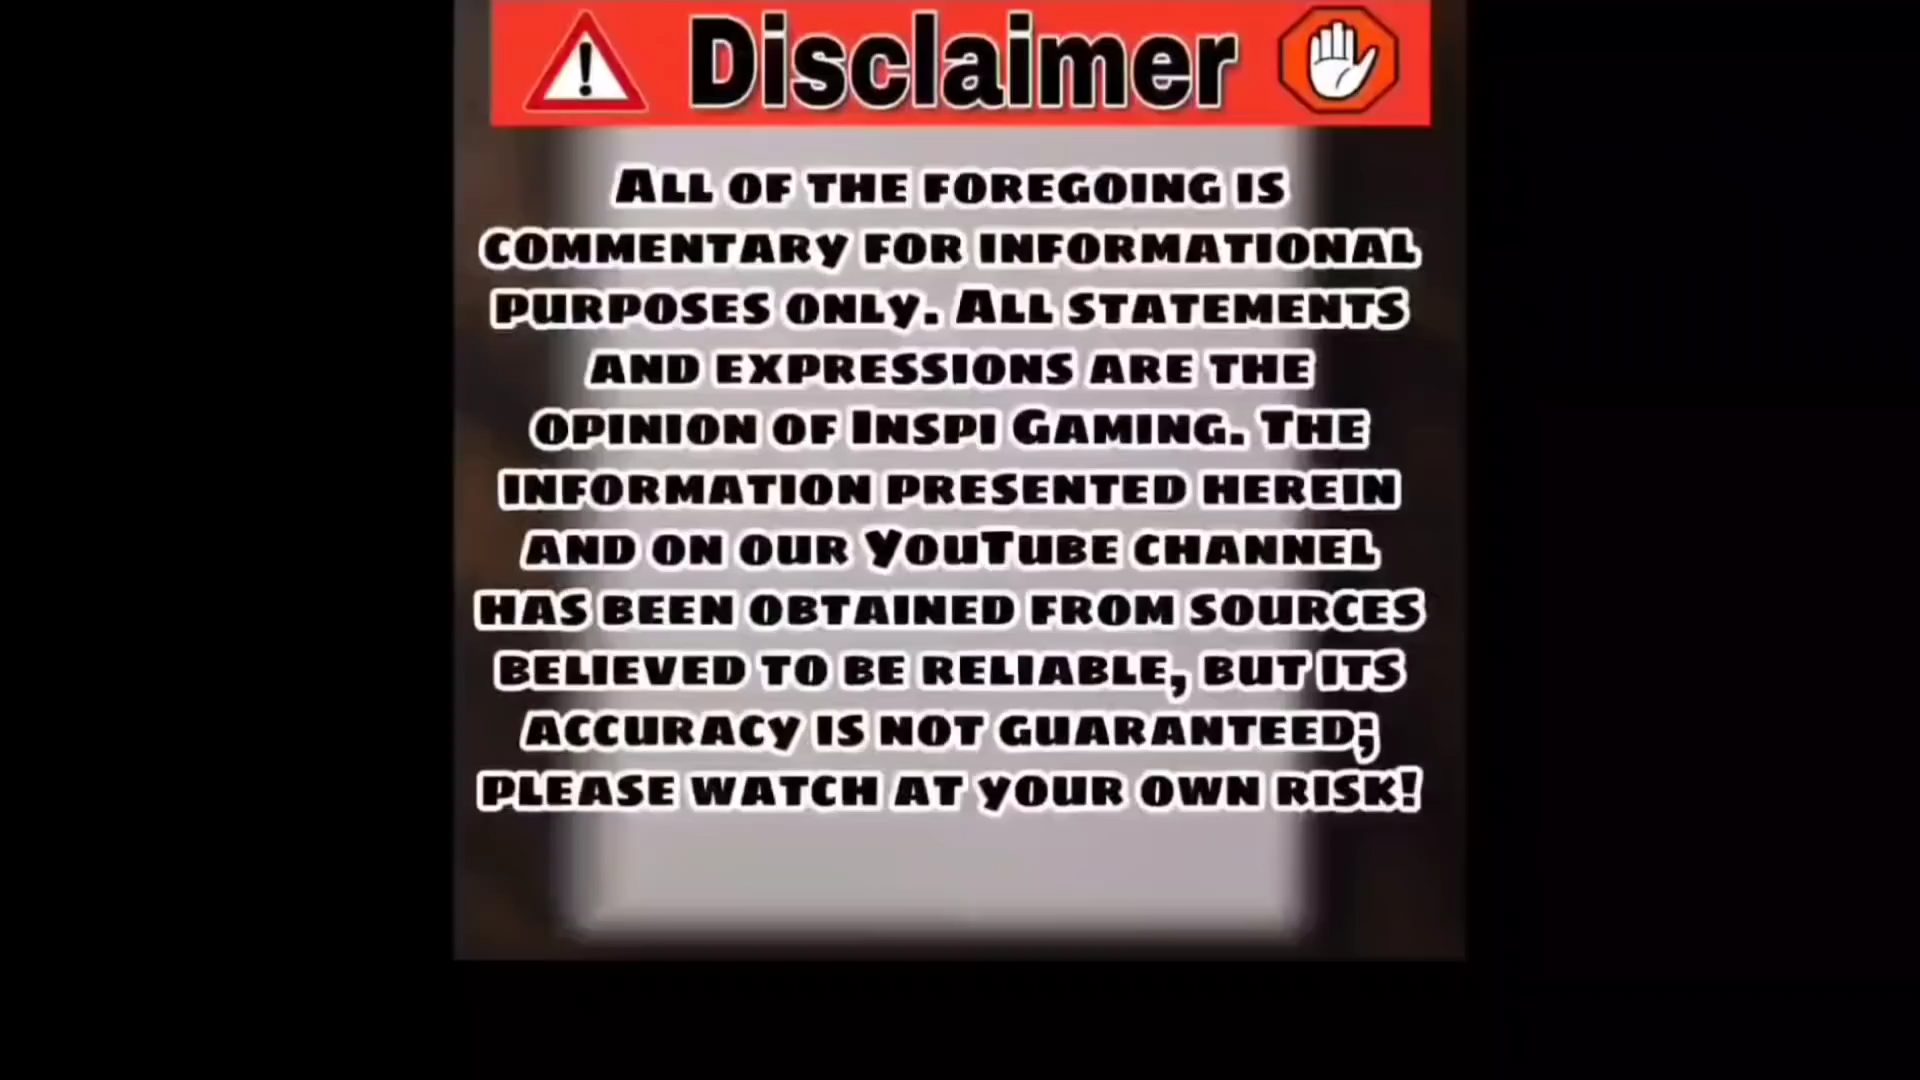 Disclaimer
All of the foregoing is
commentary for informational
purposes only. All statements
and expressions are the
opinion of Inspi Gaming. The
information presented herein
and on our YouTube channel
has been obtained from sources
believed to be reliable, but its
accuracy is not guaranteed;
please watch at your own risk!